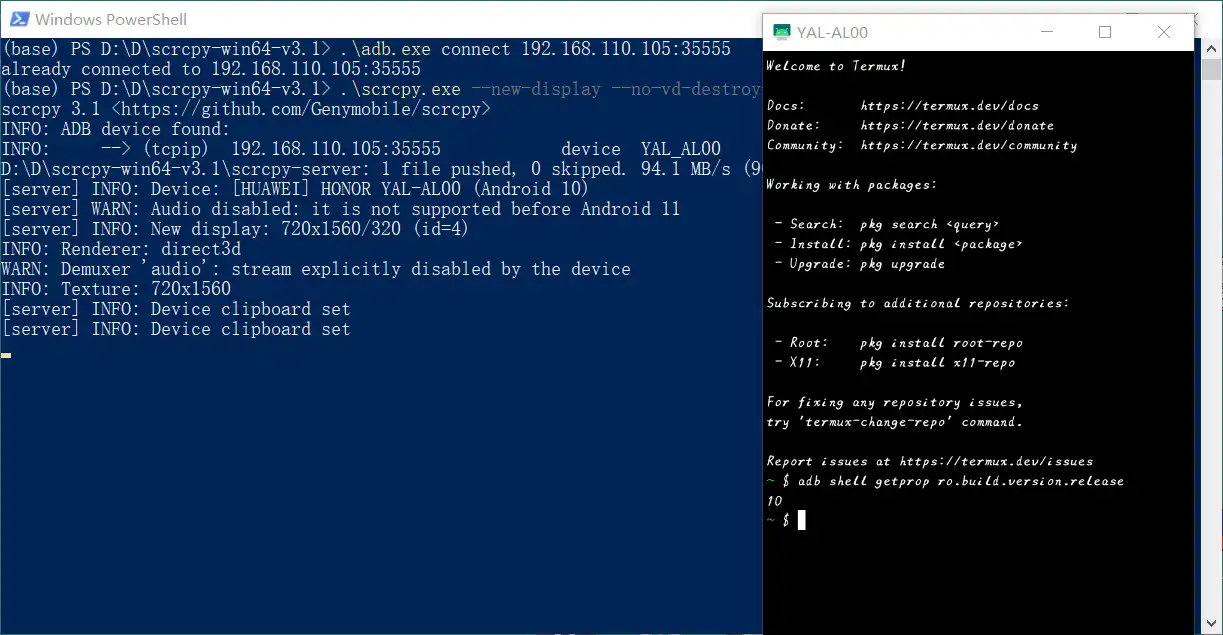 Windows PowerShell
(base) PS D:\D\scrcpy-win64-v3.1> .\adb.exe connect 192.168.110.105:35555
already connected to 192.168.110.105:35555
(base) PS D:\D\scrcpy-win64-v3.1> .\scrcpy.exe --new-display --no-vd-destroy
scrcpy 3.1 <https://github.com/Genymobile/scrcpy>
INFO: ADB device found:
INFO:     --> (tcpip)  192.168.110.105:35555            device  YAL_AL00
D:\D\scrcpy-win64-v3.1\scrcpy-server: 1 file pushed, 0 skipped. 94.1 MB/s (9
[server] INFO: Device: [HUAWEI] HONOR YAL-AL00 (Android 10)
[server] WARN: Audio disabled: it is not supported before Android 11
[server] INFO: New display: 720x1560/320 (id=4)
INFO: Renderer: direct3d
WARN: Demuxer 'audio': stream explicitly disabled by the device
INFO: Texture: 720x1560
[server] INFO: Device clipboard set
[server] INFO: Device clipboard set
YAL-AL00
Welcome to Termux!
Docs:       https://termux.dev/docs
Donate:     https://termux.dev/donate
Community:  https://termux.dev/community
Working with packages:
- Search:  pkg search <query>
- Install: pkg install <package>
- Upgrade: pkg upgrade
Subscribing to additional repositories:
- Root:    pkg install root-repo
- X11:     pkg install x11-repo
For fixing any repository issues,
try 'termux-change-repo' command.
Report issues at https://termux.dev/issues
~ $ adb shell getprop ro.build.version.release
10
~ $